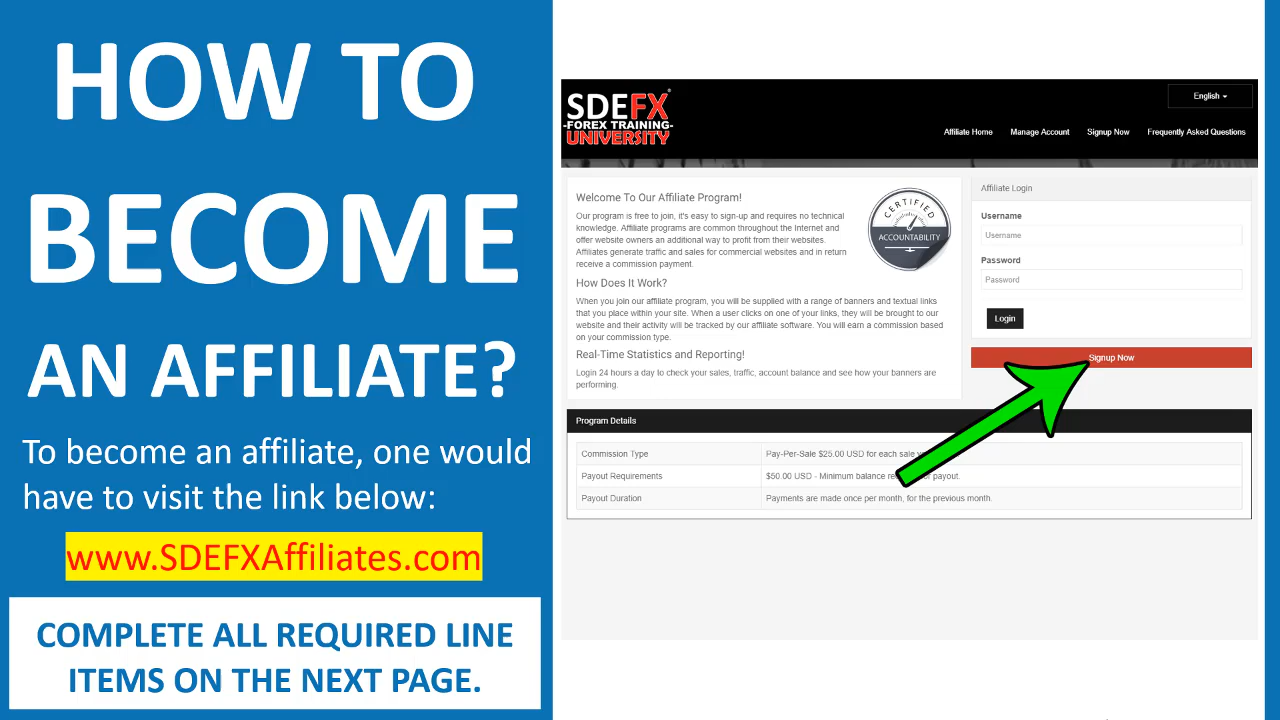 HOW TO
BECOME
AN AFFILIATE?
To become an affiliate, one would
have to visit the link below:
www.SDEFXAffiliates.com
COMPLETE ALL REQUIRED LINE
ITEMS ON THE NEXT PAGE.
SDEFX®
-FOREX TRAINING-
UNIVERSITY
English
Affiliate Home Manage Account Signup Now Frequently Asked Questions
Welcome To Our Affiliate Program!
Our program is free to join, it's easy to sign-up and requires no technical
knowledge. Affiliate programs are common throughout the Internet and
offer website owners an additional way to profit from their websites.
Affiliates generate traffic and sales for commercial websites and in return
receive a commission payment.
CERTIFIED
ACCOUNTABILITY
How Does It Work?
When you join our affiliate program, you will be supplied with a range of banners and textual links
that you place within your site. When a user clicks on one of your links, they will be brought to our
website and their activity will be tracked by our affiliate software. You will earn a commission based
on your commission type.
Real-Time Statistics and Reporting!
Login 24 hours a day to check your sales, traffic, account balance and see how your banners are
performing.
Affiliate Login
Username
Username
Password
Password
Login
Signup Now
Program Details
Commission Type Pay-Per-Sale $25.00 USD for each sale
Payout Requirements $50.00 USD - Minimum balance payout.
Payout Duration Payments are made once per month, for the previous month.